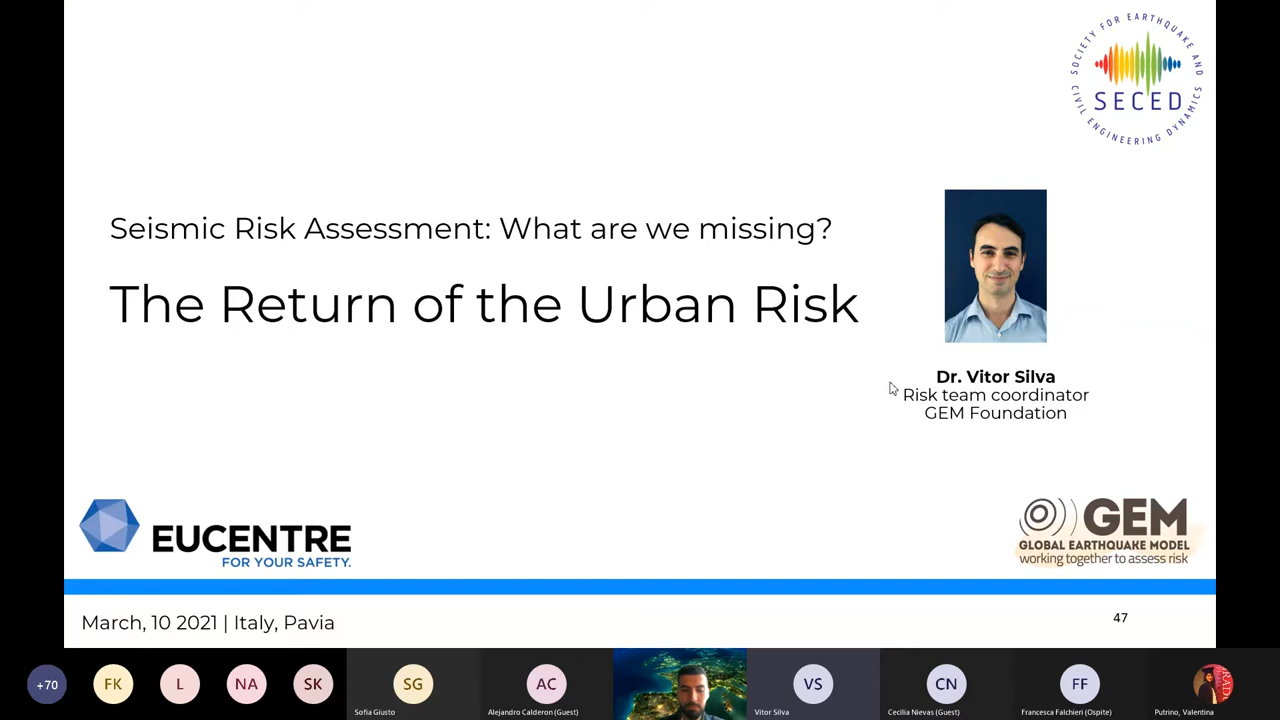 SOCIETY FOR EARTHQUAKE AND
CIVIL ENGINEERING DYNAMICS
SECED
Seismic Risk Assessment: What are we missing?
The Return of the Urban Risk
Dr. Vitor Silva
Risk team coordinator
GEM Foundation
EUCENTRE
FOR YOUR SAFETY.
GEM
GLOBAL EARTHQUAKE MODEL
working together to assess risk
March, 10 2021 | Italy, Pavia
47
+70
FK
L
NA
SK
SG
Sofia Giusto
AC
Alejandro Calderon (Guest)
VS
Vitor Silva
CN
Cecilia Nievas (Guest)
FF
Francesca Falchieri (Ospite)
Putrino, Valentina